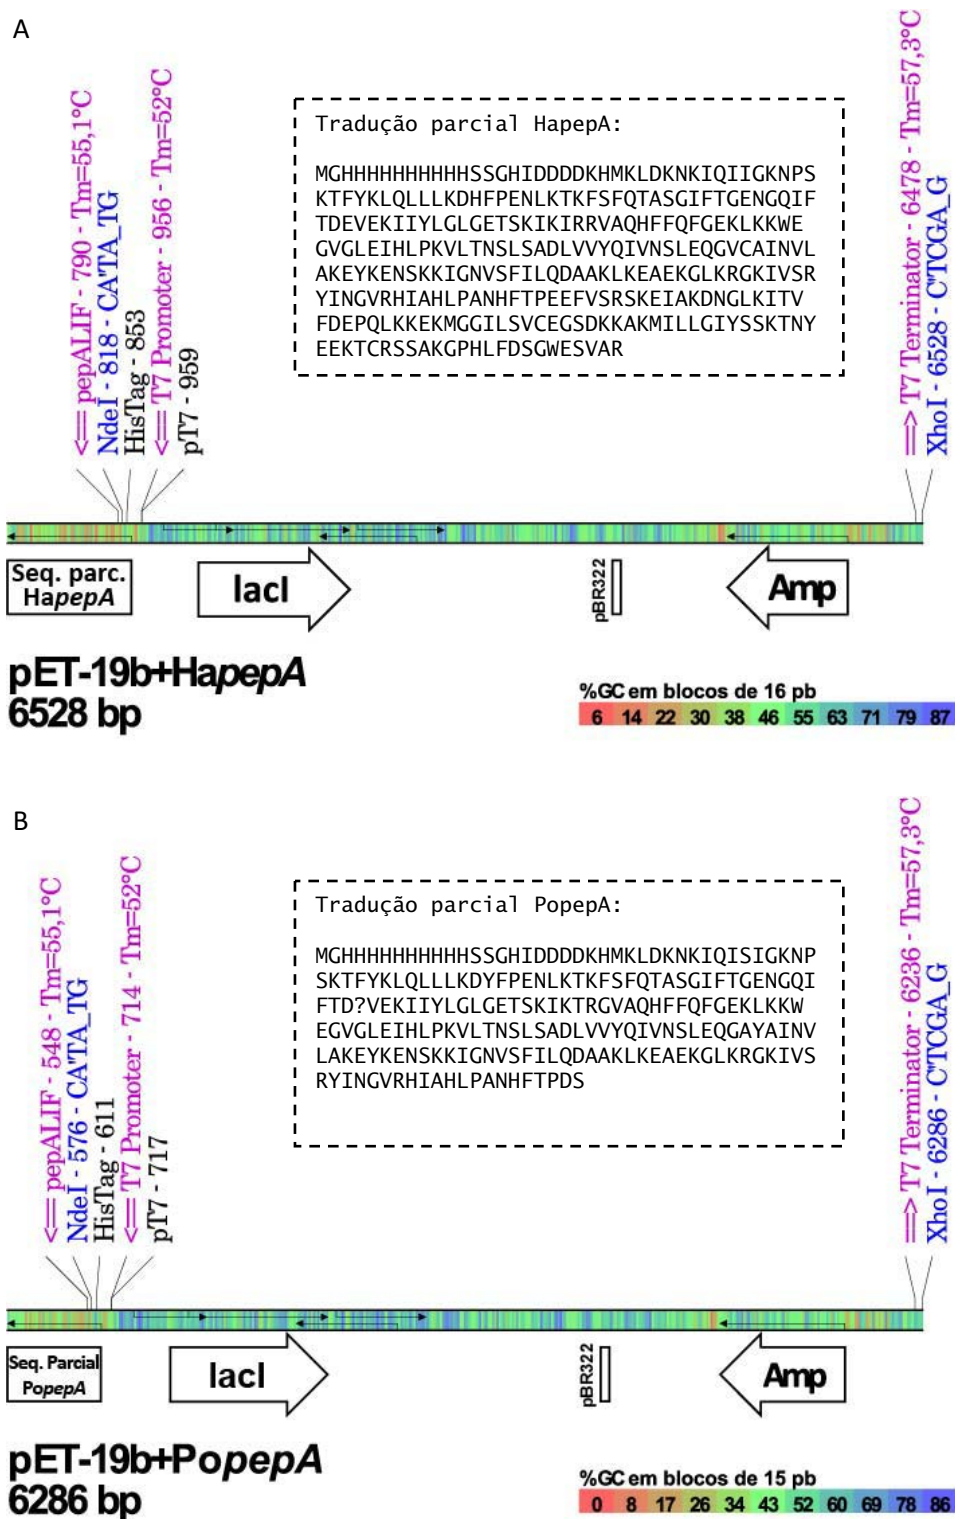 A
<== pepALIF - 790 - Tm=55,1°C
NdeI - 818 - CA'TA_TG
HisTag - 853
<== T7 Promoter - 956 - Tm=52°C
pT7 - 959
Tradução parcial HapepA:
MGHHHHHHHHHHSSGHIDDDDKHMKLDKNKIQIIGKNPS
KTFYKLQLLLKDHFPENLKTKFSFQTASGIFTGENGQIF
TDEVEKIIYLGLGETSKIKIRRVAQHFFQFGEKLKKWE
GVGLEIHLPKVLTNSLSADLVVYQIVNSLEQGVCAINVL
AKEYKENSKKIGNVSFILQDAAKLKEAEKGLKRGKIVSR
YINGVRHIAHLPANHFTPEEFVSRSKEIAKDNGLKITV
FDEPQLKKEKMGGILSVCEGSDKKAKMILLGIYSSKTNY
EEKTCRSSAKGPHLFDSGWESVAR
==> T7 Terminator - 6478 - Tm=57,3°C
XhoI - 6528 - C'TCGA_G
Seq. parc.
HapepA
lacI
pBR322
Amp
pET-19b+HapepA
6528 bp
%GC em blocos de 16 pb
6 14 22 30 38 46 55 63 71 79 87
B
<== pepALIF - 548 - Tm=55,1°C
NdeI - 576 - CA'TA_TG
HisTag - 611
<== T7 Promoter - 714 - Tm=52°C
pT7 - 717
Tradução parcial PopepA:
MGHHHHHHHHHHSSGHIDDDDKHMKLDKNKIQISIGKNP
SKTFYKLQLLLKDYFPENLKTKFSFQTASGIFTGENGQI
FTD?VEKIIYLGLGETSKIKTRGVAQHFFQFGEKLKKW
EGVGLEIHLPKVLTNSLSADLVVYQIVNSLEQGAYAINV
LAKEYKENSKKIGNVSFILQDAAKLKEAEKGLKRGKIVS
RYINGVRHIAHLPANHFTPDS
==> T7 Terminator - 6236 - Tm=57,3°C
XhoI - 6286 - C'TCGA_G
Seq. Parcial
PopepA
lacI
pBR322
Amp
pET-19b+PopepA
6286 bp
%GC em blocos de 15 pb
0 8 17 26 34 43 52 60 69 78 86